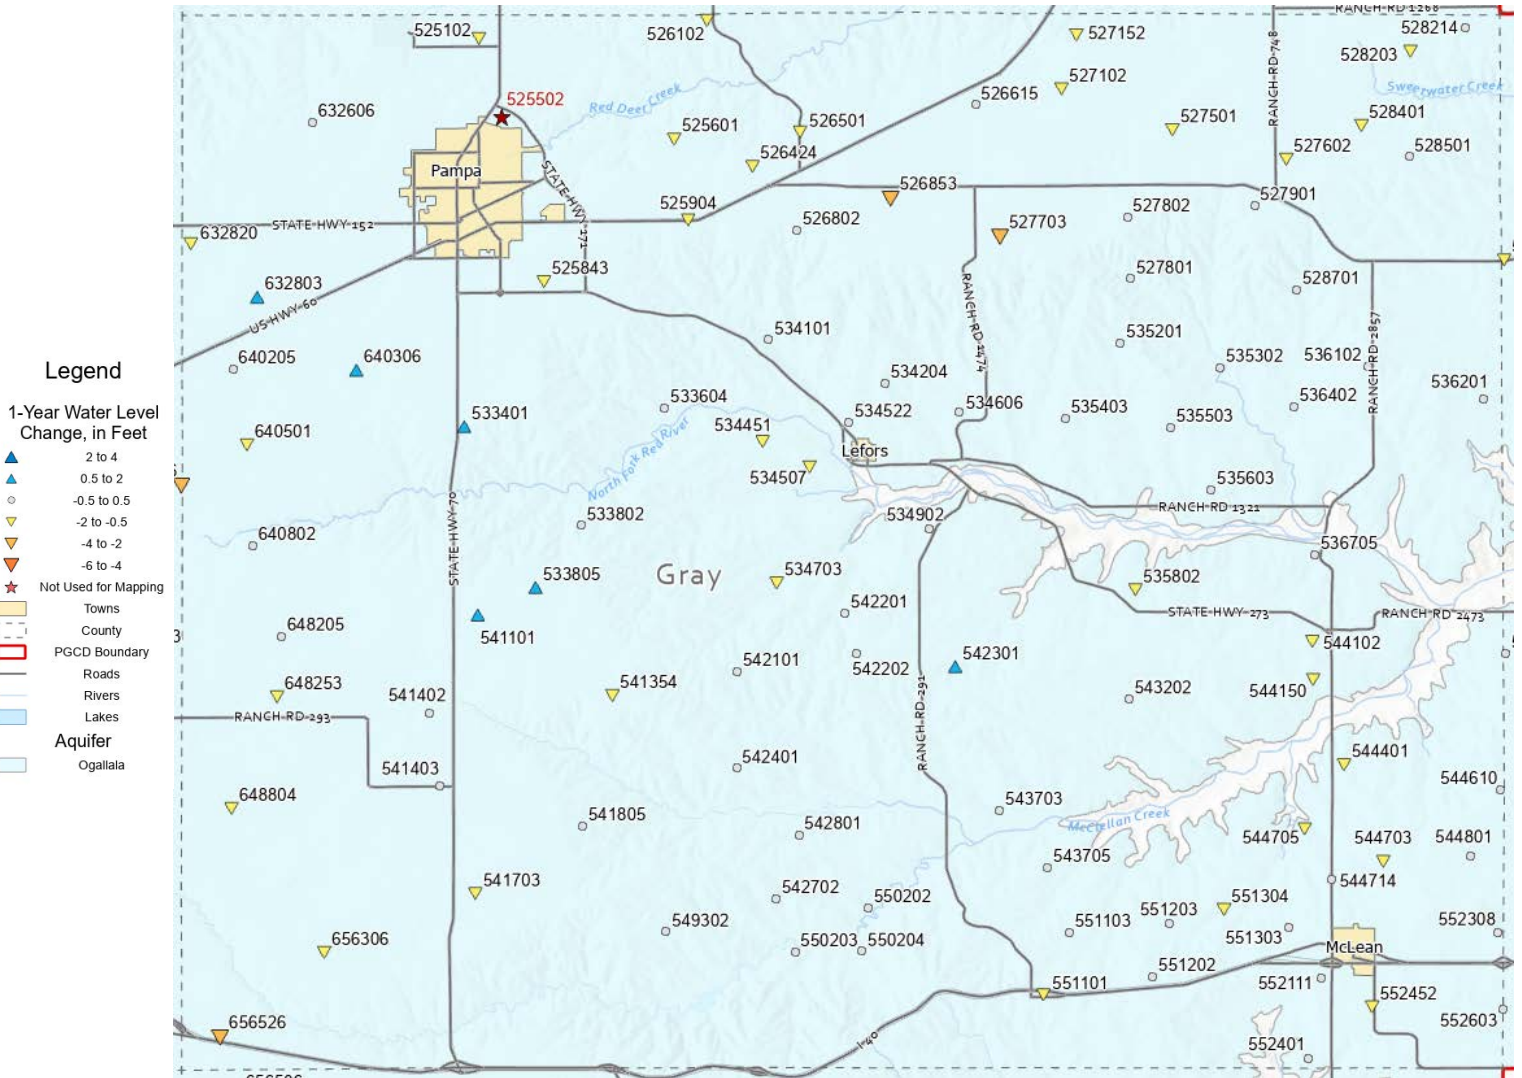 RANCH RD 1268
525102
526102
527152
528214
528203
527102
Sweetwater Creek
525502
Red Deer Creek
526615
RANCH-RD-748
632606
525601
526501
527501
528401
526424
527602
528501
Pampa
STATE-HWY-171
526853
527901
525904
527802
STATE-HWY 152
526802
527703
632820
525843
527801
528701
632803
US HWY 60
RANCH-RD-1474
534101
535201
RANCH-RD-2857
640205
640306
535302
536102
534204
536201
533604
536402
533401
534522
534606
535403
535503
640501
534451
North Fork Red River
Lefors
534507
535603
RANCH RD 1321
533802
534902
STATE-HWY-70
640802
536705
Gray
533805
534703
535802
542201
STATE-HWY 273
RANCH RD 2473
648205
541101
544102
542101
542202
542301
648253
541402
541354
543202
544150
RANCH RD 293
RANCH-RD-291
544401
541403
542401
544610
648804
541805
542801
543703
McClellan Creek
544705
544703
544801
543705
541703
544714
542702
550202
551304
549302
551103
551203
552308
656306
550203
550204
551303
McLean
551202
551101
552111
552452
656526
552603
I-40
552401
Legend
1-Year Water Level
Change, in Feet
2 to 4
0.5 to 2
-0.5 to 0.5
-2 to -0.5
-4 to -2
-6 to -4
Not Used for Mapping
Towns
County
PGCD Boundary
Roads
Rivers
Lakes
Aquifer
Ogallala